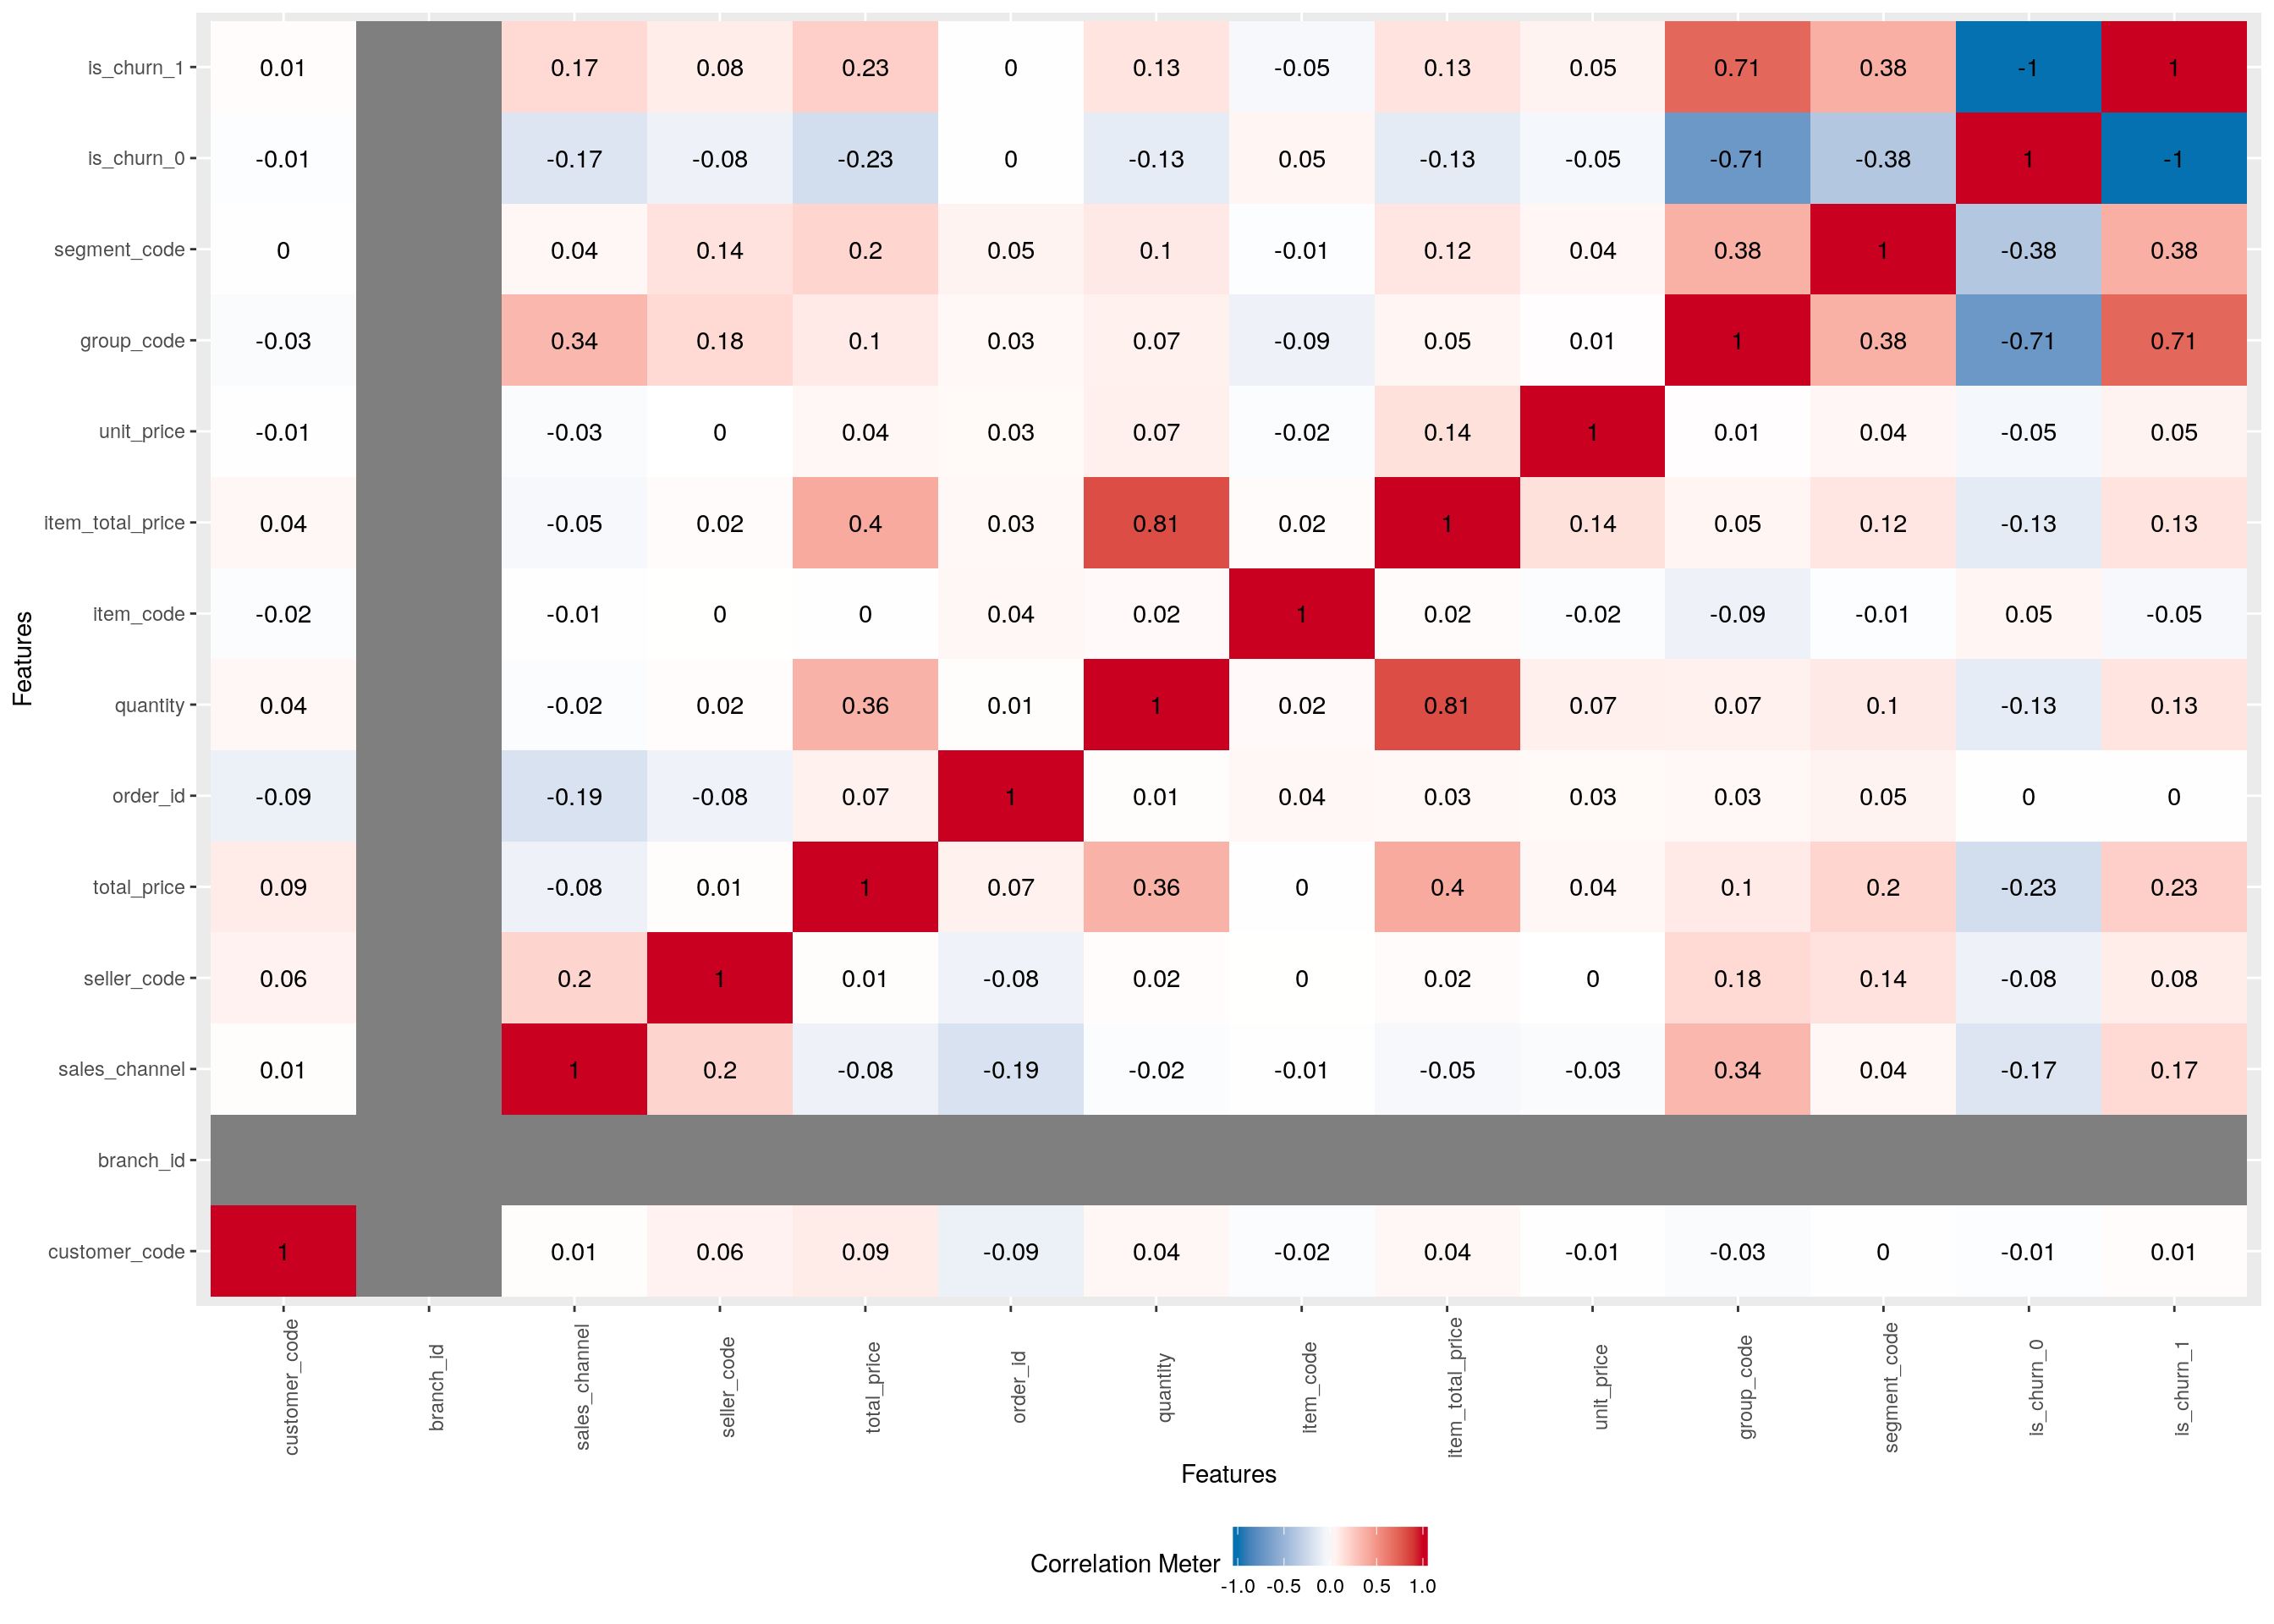 is_churn_1 0.01 0.17 0.08 0.23 0 0.13 -0.05 0.13 0.05 0.71 0.38 -1 1
is_churn_0 -0.01 -0.17 -0.08 -0.23 0 -0.13 0.05 -0.13 -0.05 -0.71 -0.38 1 -1
segment_code 0 0.04 0.14 0.2 0.05 0.1 -0.01 0.12 0.04 0.38 1 -0.38 0.38
group_code -0.03 0.34 0.18 0.1 0.03 0.07 -0.09 0.05 0.01 1 0.38 -0.71 0.71
unit_price -0.01 -0.03 0 0.04 0.03 0.07 -0.02 0.14 1 0.01 0.04 -0.05 0.05
item_total_price 0.04 -0.05 0.02 0.4 0.03 0.81 0.02 1 0.14 0.05 0.12 -0.13 0.13
item_code -0.02 -0.01 0 0 0.04 0.02 1 0.02 -0.02 -0.09 -0.01 0.05 -0.05
quantity 0.04 -0.02 0.02 0.36 0.01 1 0.02 0.81 0.07 0.07 0.1 -0.13 0.13
order_id -0.09 -0.19 -0.08 0.07 1 0.01 0.04 0.03 0.03 0.03 0.05 0 0
total_price 0.09 -0.08 0.01 1 0.07 0.36 0 0.4 0.04 0.1 0.2 -0.23 0.23
seller_code 0.06 0.2 1 0.01 -0.08 0.02 0 0.02 0 0.18 0.14 -0.08 0.08
sales_channel 0.01 1 0.2 -0.08 -0.19 -0.02 -0.01 -0.05 -0.03 0.34 0.04 -0.17 0.17
branch_id
customer_code 1 0.01 0.06 0.09 -0.09 0.04 -0.02 0.04 -0.01 -0.03 0 -0.01 0.01
Features
customer_code
branch_id
sales_channel
seller_code
total_price
order_id
quantity
item_code
item_total_price
unit_price
group_code
segment_code
is_churn_0
is_churn_1
Features
Correlation Meter
-1.0 -0.5 0.0 0.5 1.0